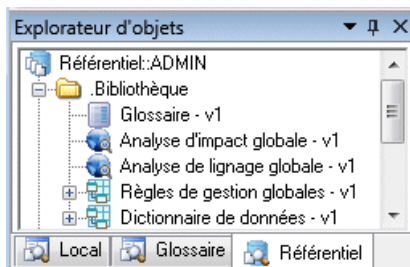 Explorateur d'objets
Référentiel::ADMIN
.Bibliothèque
Glossaire - v1
Analyse d'impact globale - v1
Analyse de lignage globale - v1
Règles de gestion globales - v1
Dictionnaire de données - v1
Local Glossaire Référentiel